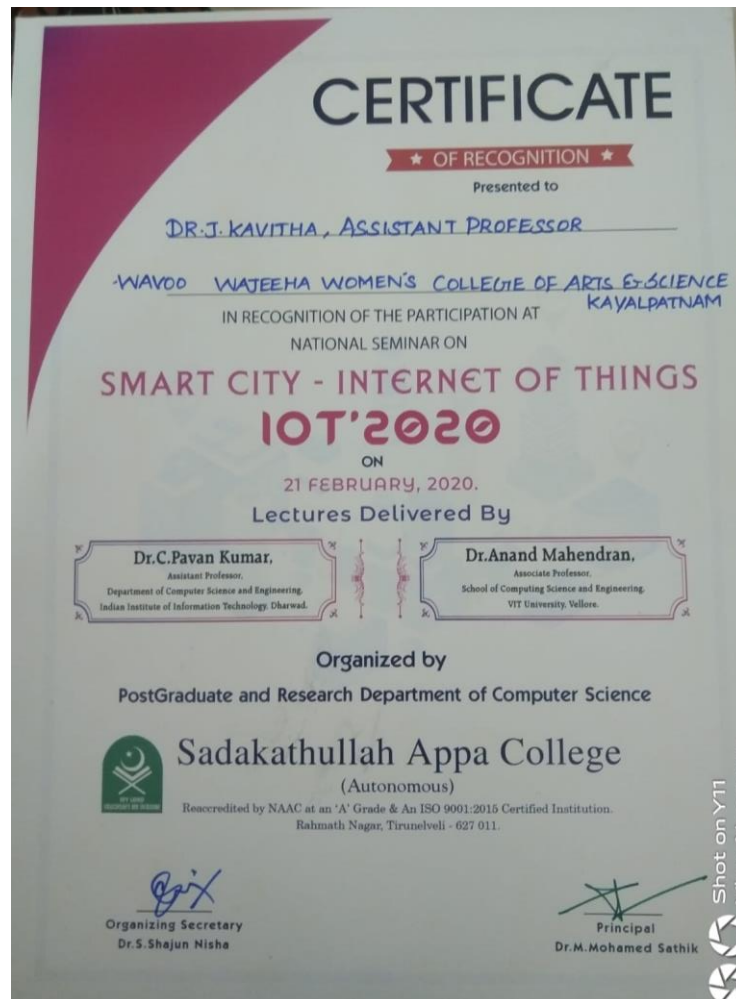 CERTIFICATE
★ OF RECOGNITION ★
Presented to
DR.J.KAVITHA, ASSISTANT PROFESSOR
WAVOO WAJEEHA WOMEN'S COLLEGE OF ARTS & SCIENCE
KAYALPATNAM
IN RECOGNITION OF THE PARTICIPATION AT
NATIONAL SEMINAR ON
SMART CITY - INTERNET OF THINGS
IOT'2020
ON
21 FEBRUARY, 2020.
Lectures Delivered By
Dr.C.Pavan Kumar,
Assistant Professor,
Department of Computer Science and Engineering,
Indian Institute of Information Technology, Dharwad.
Dr.Anand Mahendran,
Associate Professor,
School of Computing Science and Engineering,
VIT University, Vellore.
Organized by
PostGraduate and Research Department of Computer Science
Sadakathullah Appa College
(Autonomous)
Reaccredited by NAAC at an 'A' Grade & An ISO 9001:2015 Certified Institution.
Rahmath Nagar, Tirunelveli - 627 011.
Organizing Secretary
Dr.S.Shajun Nisha
Principal
Dr.M.Mohamed Sathik
Shot on Y11